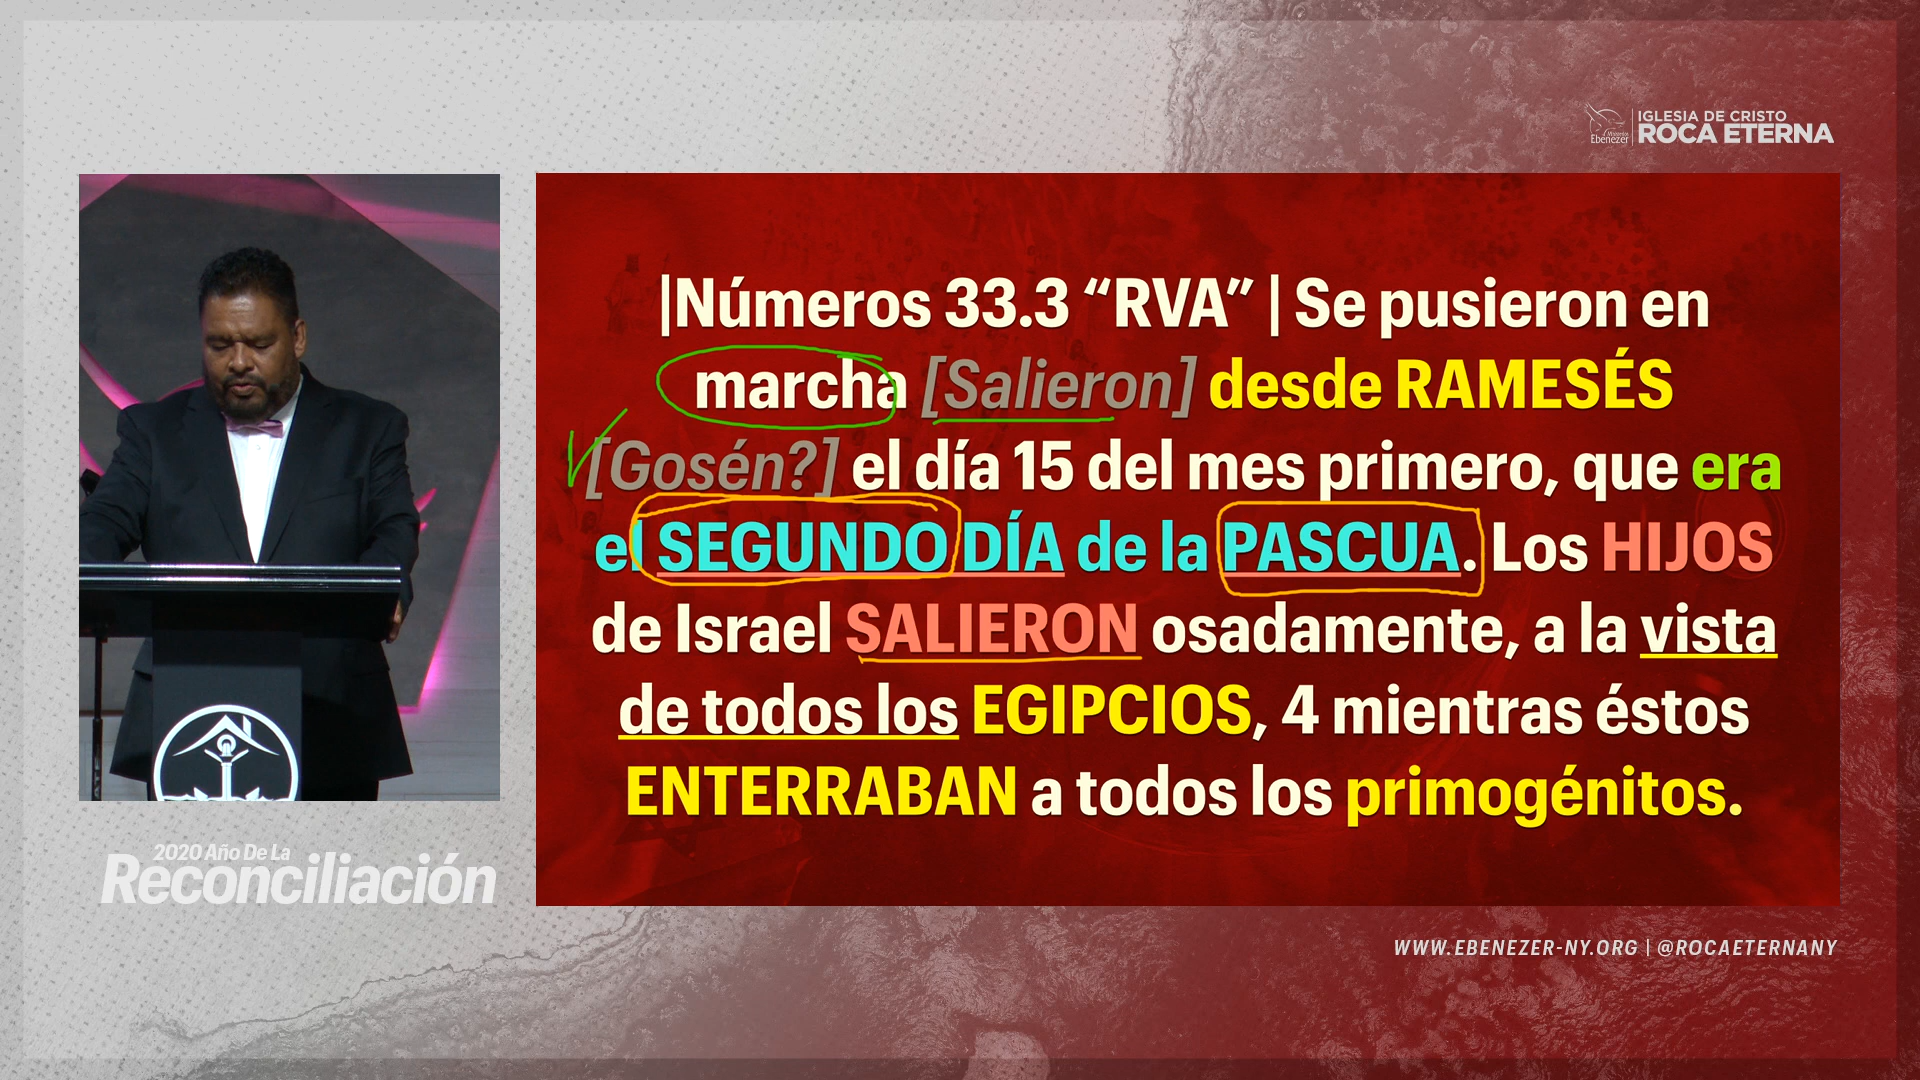 Ministerios
Ebenezer
IGLESIA DE CRISTO
ROCA ETERNA
|Números 33.3 “RVA” | Se pusieron en
marcha [Salieron] desde RAMESÉS
[Gosén?] el día 15 del mes primero, que era
el SEGUNDO DÍA de la PASCUA. Los HIJOS
de Israel SALIERON osadamente, a la vista
de todos los EGIPCIOS, 4 mientras éstos
ENTERRABAN a todos los primogénitos.
2020 Año De La
Reconciliación
WWW.EBENEZER-NY.ORG | @ROCAETERNANY